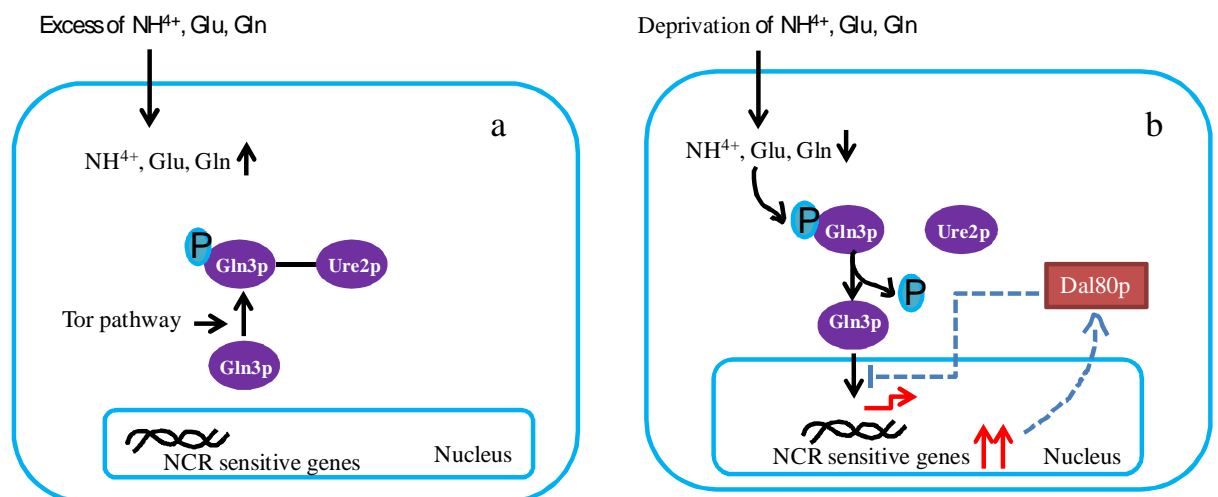 Excess of NH⁴⁺, Glu, Gln
a
NH⁴⁺, Glu, Gln
P
Gln3p
Ure2p
Tor pathway
Gln3p
NCR sensitive genes
Nucleus
Deprivation of NH⁴⁺, Glu, Gln
b
NH⁴⁺, Glu, Gln
P
Gln3p
Ure2p
P
Dal80p
Gln3p
NCR sensitive genes
Nucleus